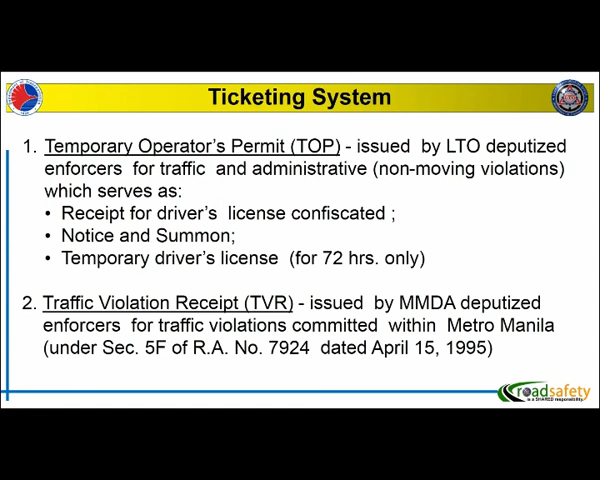 Ticketing System
1. Temporary Operator's Permit (TOP) - issued by LTO deputized
enforcers for traffic and administrative (non-moving violations)
which serves as:
• Receipt for driver's license confiscated ;
• Notice and Summon;
• Temporary driver's license (for 72 hrs. only)
2. Traffic Violation Receipt (TVR) - issued by MMDA deputized
enforcers for traffic violations committed within Metro Manila
(under Sec. 5F of R.A. No. 7924 dated April 15, 1995)
roadsafety
is a SHARED responsibility.